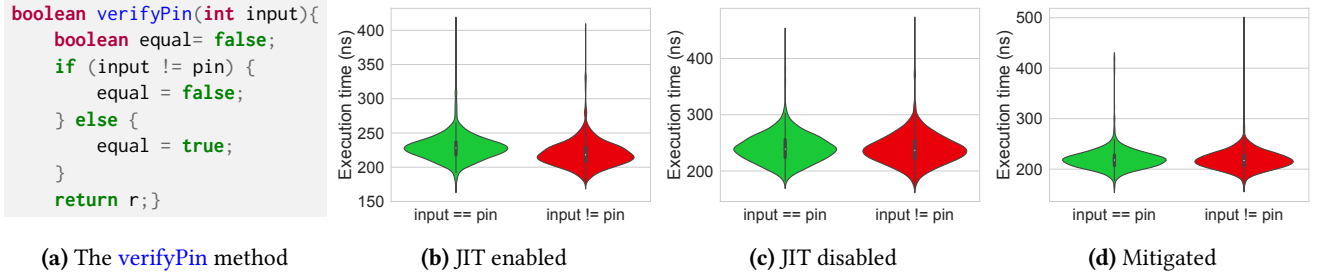 boolean verifyPin(int input){
boolean equal= false;
if (input != pin) {
equal = false;
} else {
equal = true;
}
return r;}
(a) The verifyPin method
Execution time (ns)
400
350
300
250
200
150
input == pin
input != pin
(b) JIT enabled
Execution time (ns)
400
300
200
input == pin
input != pin
(c) JIT disabled
Execution time (ns)
500
400
300
200
input == pin
input != pin
(d) Mitigated